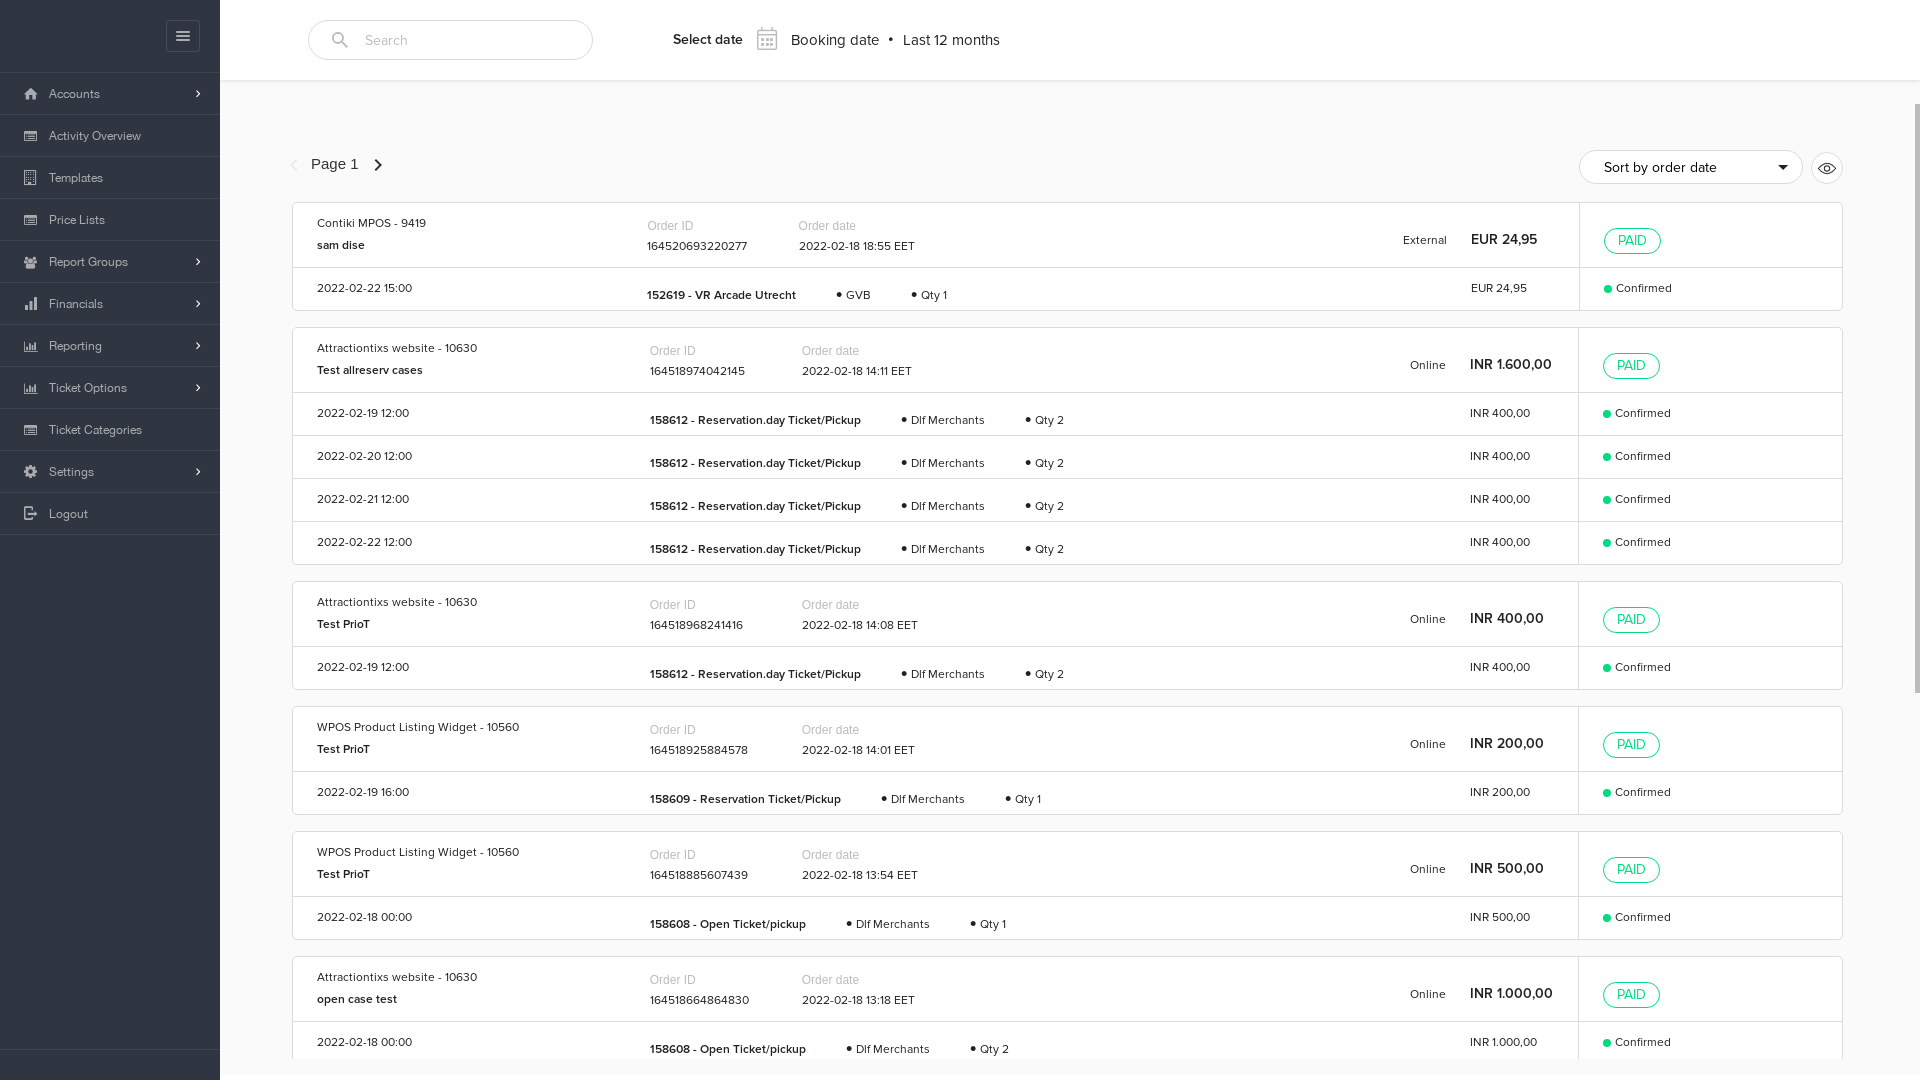 Search
Select date
Booking date • Last 12 months
Accounts
Activity Overview
Templates
Price Lists
Report Groups
Financials
Reporting
Ticket Options
Ticket Categories
Settings
Logout
Page 1
Sort by order date
Contiki MPOS - 9419
sam dise
Order ID
164520693220277
Order date
2022-02-18 18:55 EET
External
EUR 24,95
PAID
2022-02-22 15:00
152619 - VR Arcade Utrecht • GVB • Qty 1
EUR 24,95
Confirmed
Attractiontixs website - 10630
Test allreserv cases
Order ID
164518974042145
Order date
2022-02-18 14:11 EET
Online
INR 1.600,00
PAID
2022-02-19 12:00
158612 - Reservation.day Ticket/Pickup • Dlf Merchants • Qty 2
INR 400,00
Confirmed
2022-02-20 12:00
158612 - Reservation.day Ticket/Pickup • Dlf Merchants • Qty 2
INR 400,00
Confirmed
2022-02-21 12:00
158612 - Reservation.day Ticket/Pickup • Dlf Merchants • Qty 2
INR 400,00
Confirmed
2022-02-22 12:00
158612 - Reservation.day Ticket/Pickup • Dlf Merchants • Qty 2
INR 400,00
Confirmed
Attractiontixs website - 10630
Test PrioT
Order ID
164518968241416
Order date
2022-02-18 14:08 EET
Online
INR 400,00
PAID
2022-02-19 12:00
158612 - Reservation.day Ticket/Pickup • Dlf Merchants • Qty 2
INR 400,00
Confirmed
WPOS Product Listing Widget - 10560
Test PrioT
Order ID
164518925884578
Order date
2022-02-18 14:01 EET
Online
INR 200,00
PAID
2022-02-19 16:00
158609 - Reservation Ticket/Pickup • Dlf Merchants • Qty 1
INR 200,00
Confirmed
WPOS Product Listing Widget - 10560
Test PrioT
Order ID
164518885607439
Order date
2022-02-18 13:54 EET
Online
INR 500,00
PAID
2022-02-18 00:00
158608 - Open Ticket/pickup • Dlf Merchants • Qty 1
INR 500,00
Confirmed
Attractiontixs website - 10630
open case test
Order ID
164518664864830
Order date
2022-02-18 13:18 EET
Online
INR 1.000,00
PAID
2022-02-18 00:00
158608 - Open Ticket/pickup • Dlf Merchants • Qty 2
INR 1.000,00
Confirmed